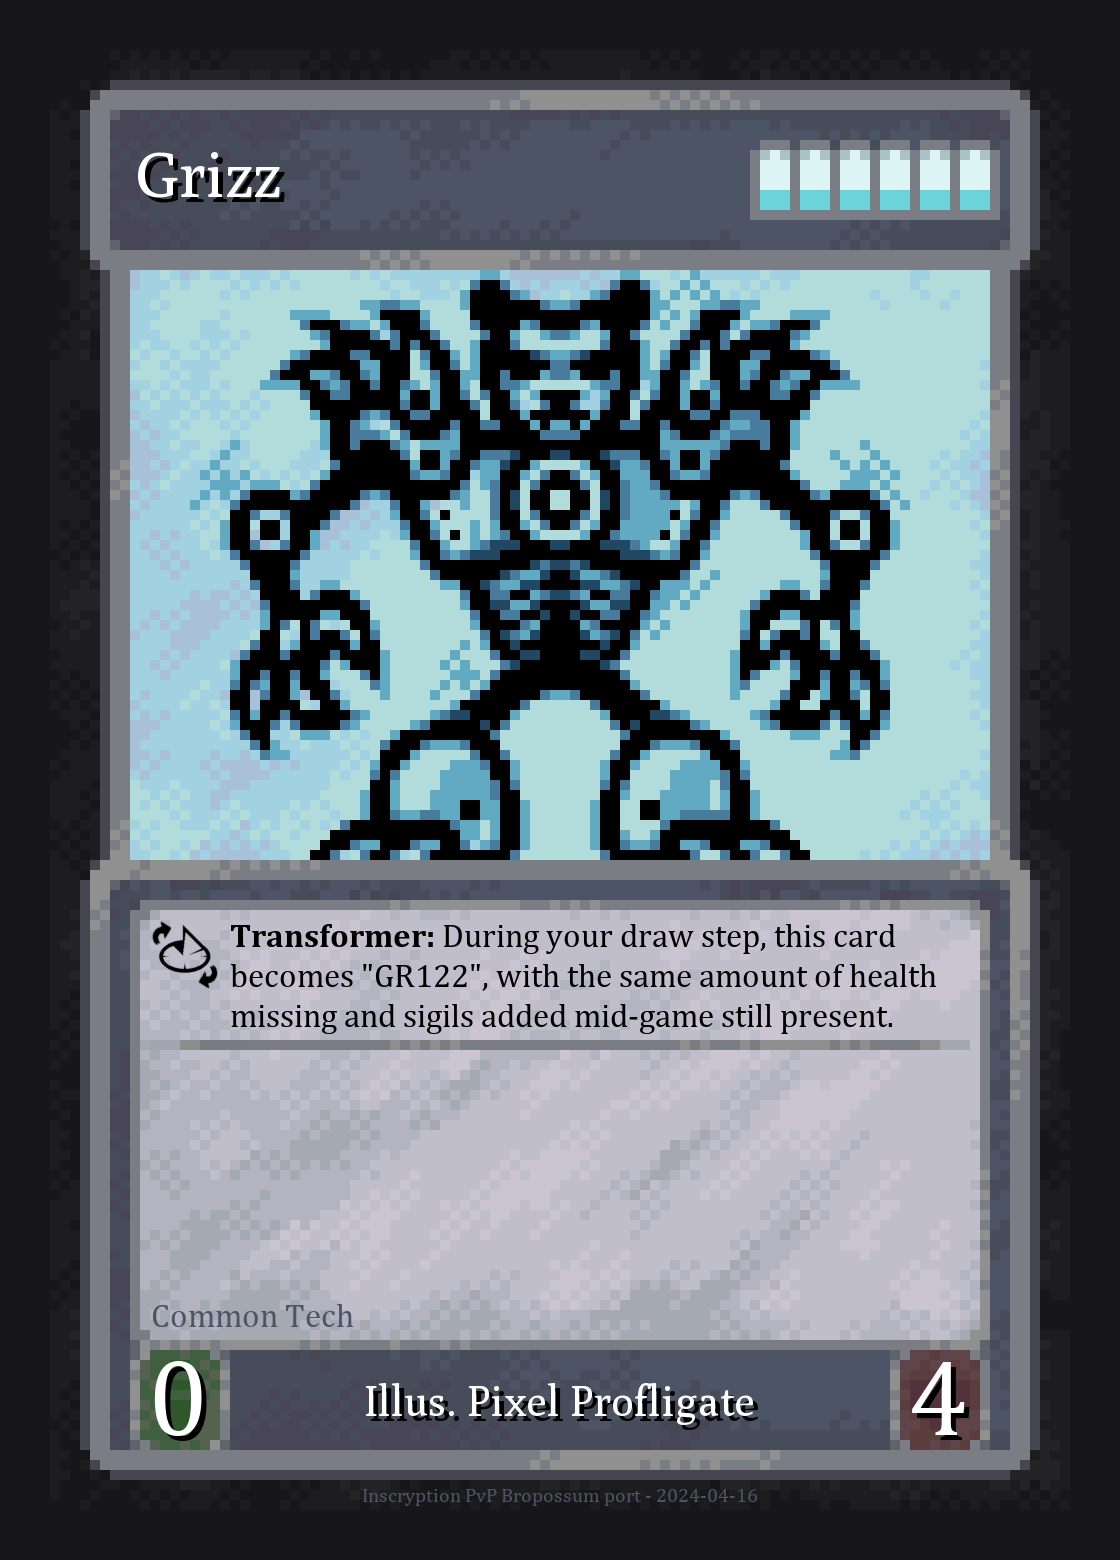 Grizz
Transformer: During your draw step, this card
becomes "GR122", with the same amount of health
missing and sigils added mid-game still present.
Common Tech
0
Illus. Pixel Profligate
4
Inscryption PvP Bropossum port - 2024-04-16